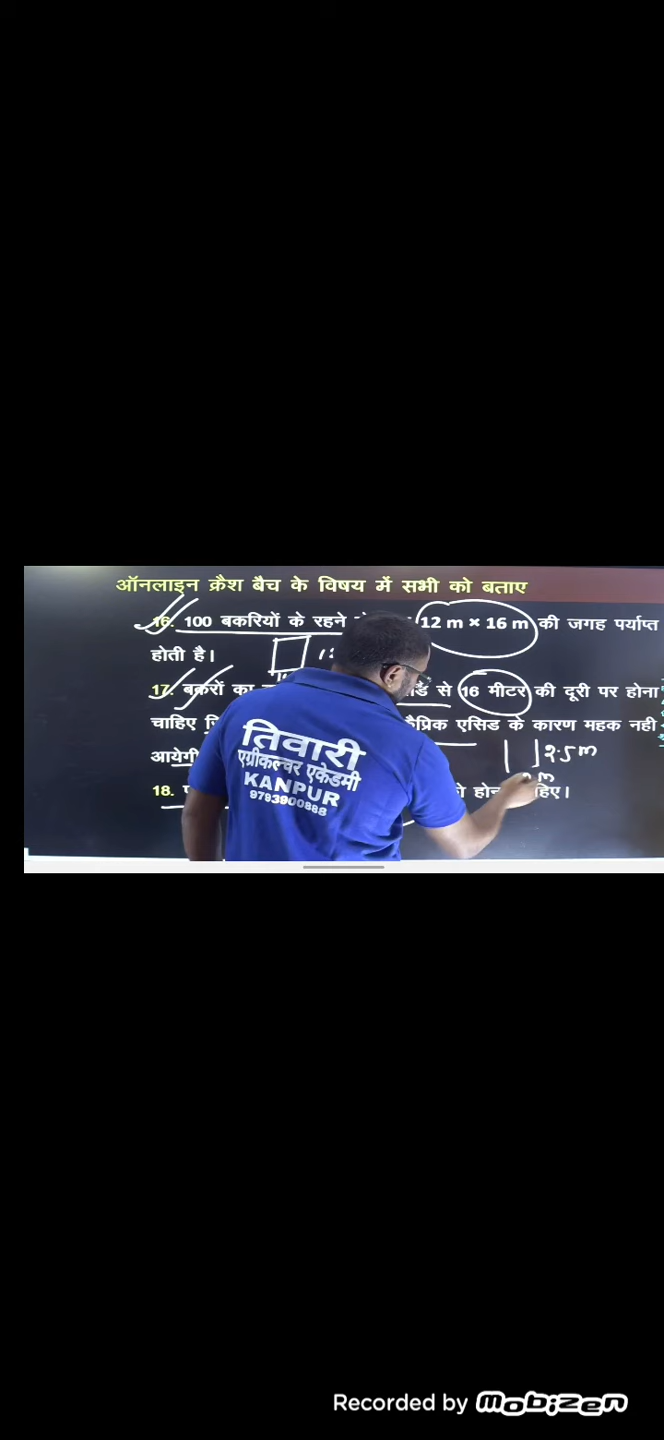 ऑनलाइन क्रैश बैच के विषय में सभी को बताए
16. 100 बकरियों के रहने 12 m × 16 m की जगह पर्याप्त
होती है।
17. बकरों का से 16 मीटर की दूरी पर होना
चाहिए कैप्रिक एसिड के कारण महक नही
आयेगी
2.5 m
m
18.
तिवारी
एग्रीकल्चर एकेडमी
KANPUR
9793900888
Recorded by Mobizen